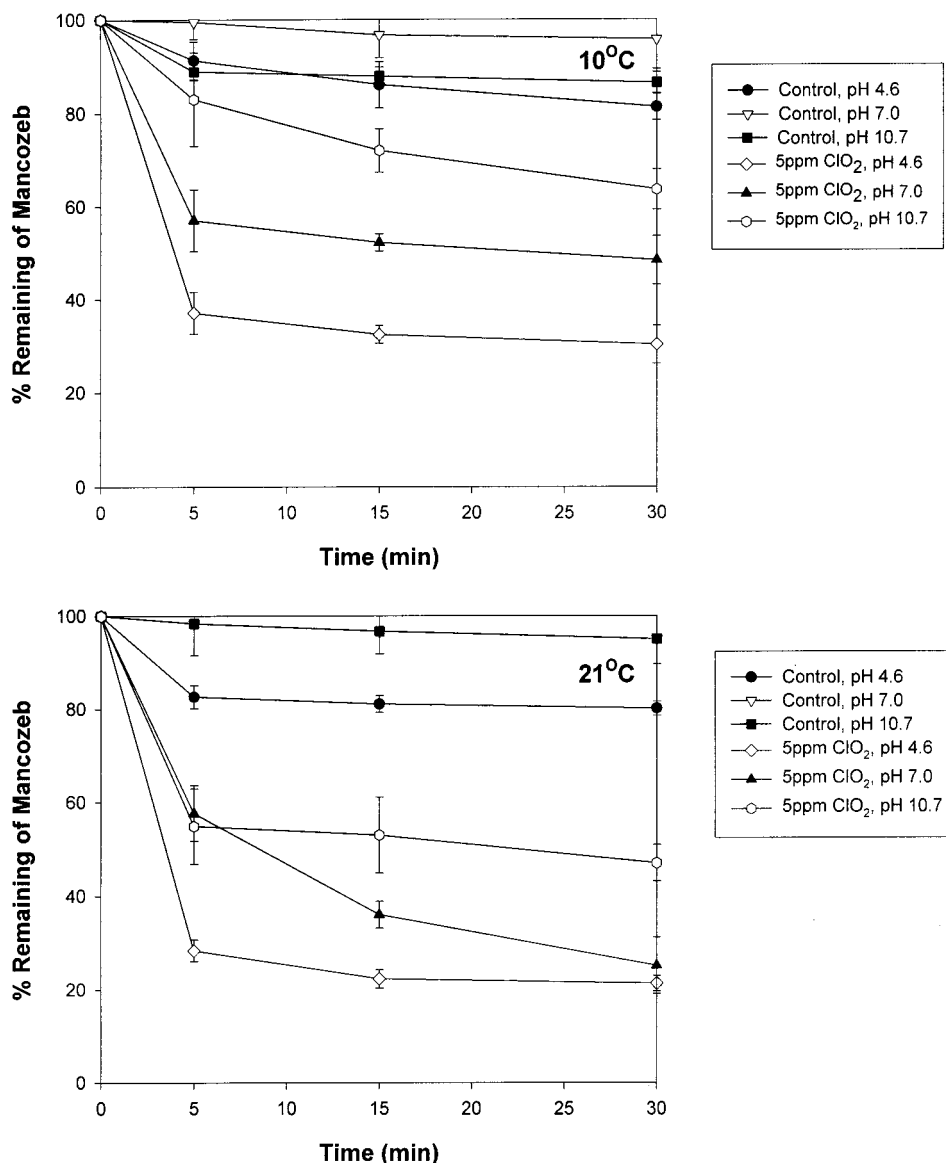 100
80
60
40
20
0
% Remaining of Mancozeb
10°C
0 5 10 15 20 25 30
Time (min)
Control, pH 4.6
Control, pH 7.0
Control, pH 10.7
5ppm ClO₂, pH 4.6
5ppm ClO₂, pH 7.0
5ppm ClO₂, pH 10.7
100
80
60
40
20
0
% Remaining of Mancozeb
21°C
0 5 10 15 20 25 30
Time (min)
Control, pH 4.6
Control, pH 7.0
Control, pH 10.7
5ppm ClO₂, pH 4.6
5ppm ClO₂, pH 7.0
5ppm ClO₂, pH 10.7